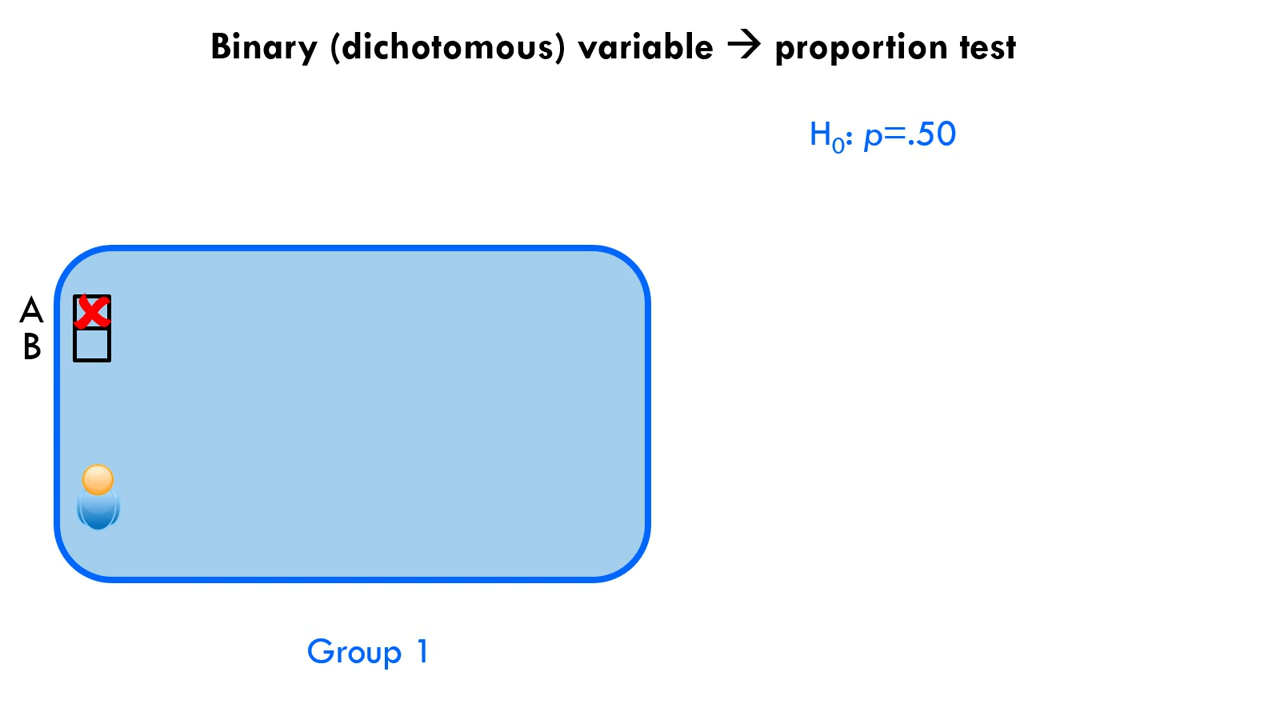 Binary (dichotomous) variable → proportion test
H₀: p=.50
A
B
Group 1